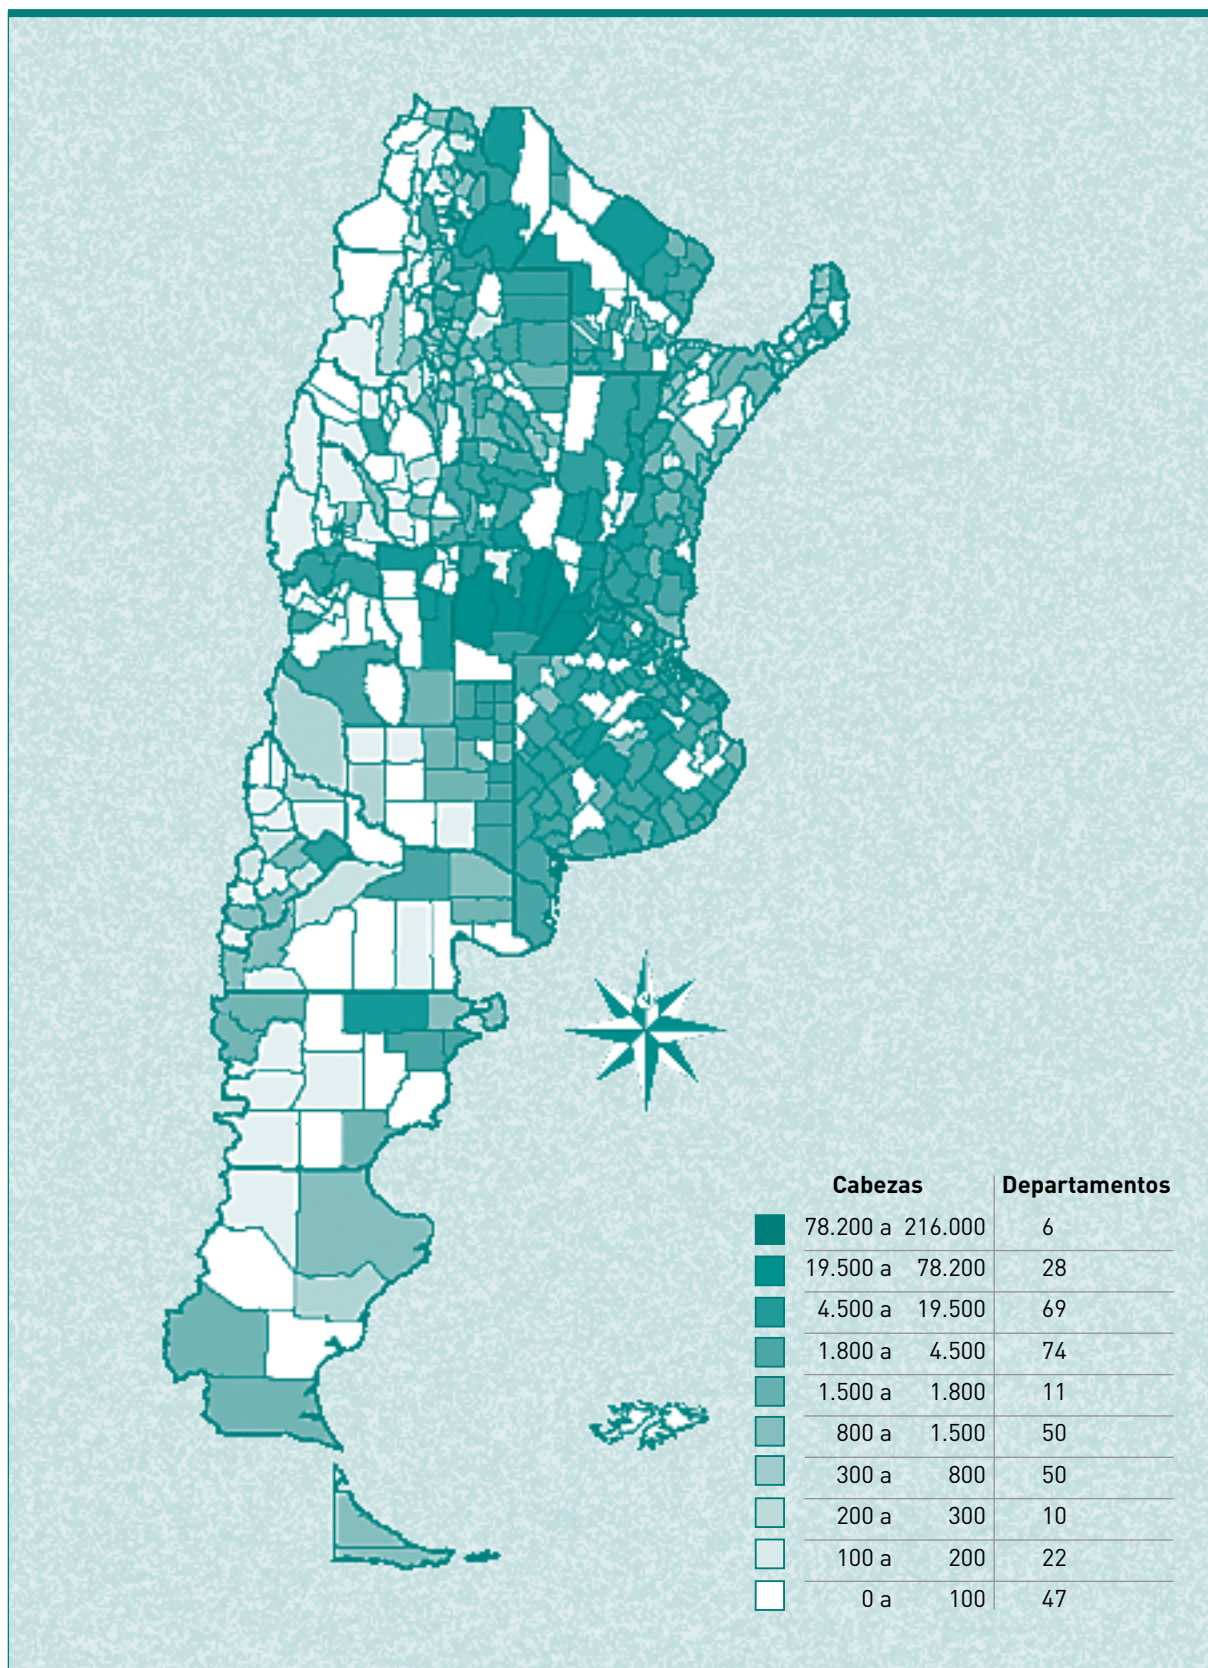 Cabezas Departamentos
78.200 a 216.000 6
19.500 a 78.200 28
4.500 a 19.500 69
1.800 a 4.500 74
1.500 a 1.800 11
800 a 1.500 50
300 a 800 50
200 a 300 10
100 a 200 22
0 a 100 47